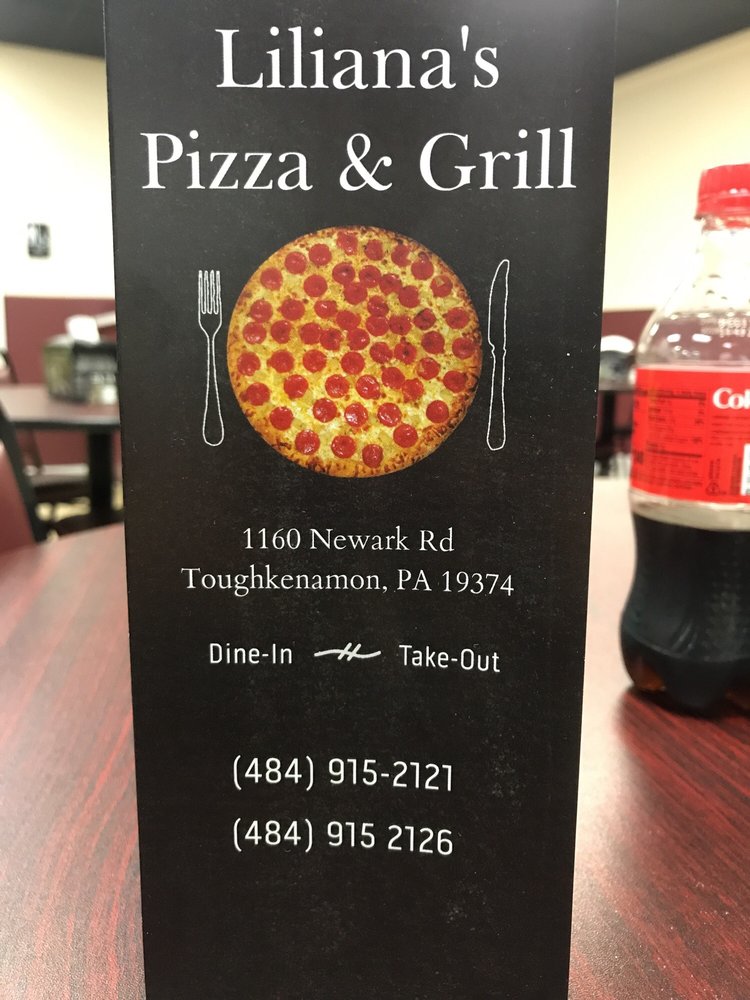 Liliana's
Pizza & Grill
1160 Newark Rd
Toughkenamon, PA 19374
Dine-In Take-Out
(484) 915-2121
(484) 915 2126